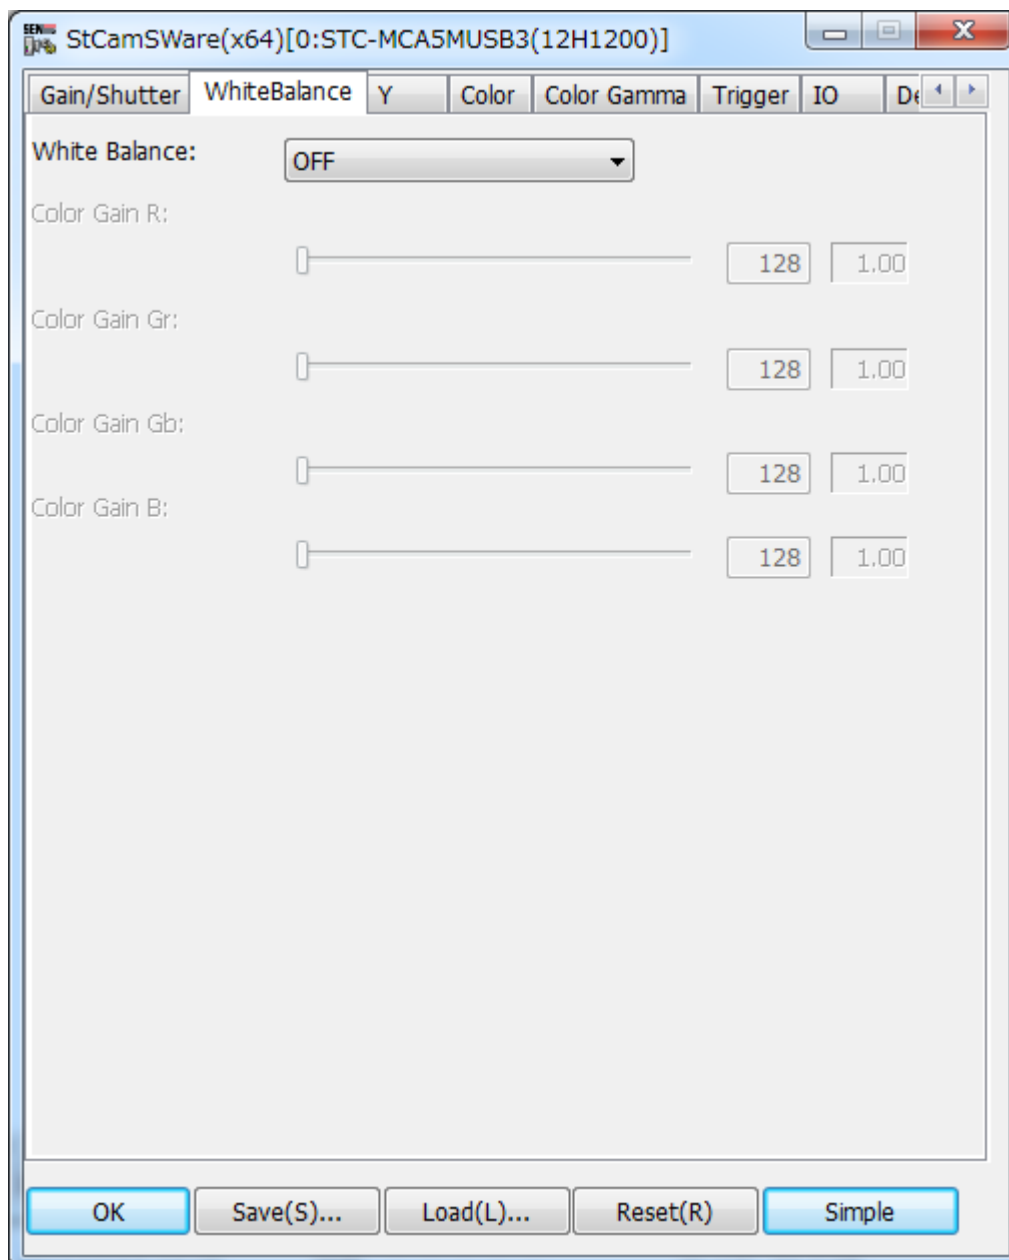 SEN StCamSWare(x64)[0:STC-MCA5MUSB3(12H1200)]
Gain/Shutter WhiteBalance Y Color Color Gamma Trigger IO
White Balance: OFF
Color Gain R:
128 1.00
Color Gain Gr:
128 1.00
Color Gain Gb:
128 1.00
Color Gain B:
128 1.00
OK Save(S)... Load(L)... Reset(R) Simple